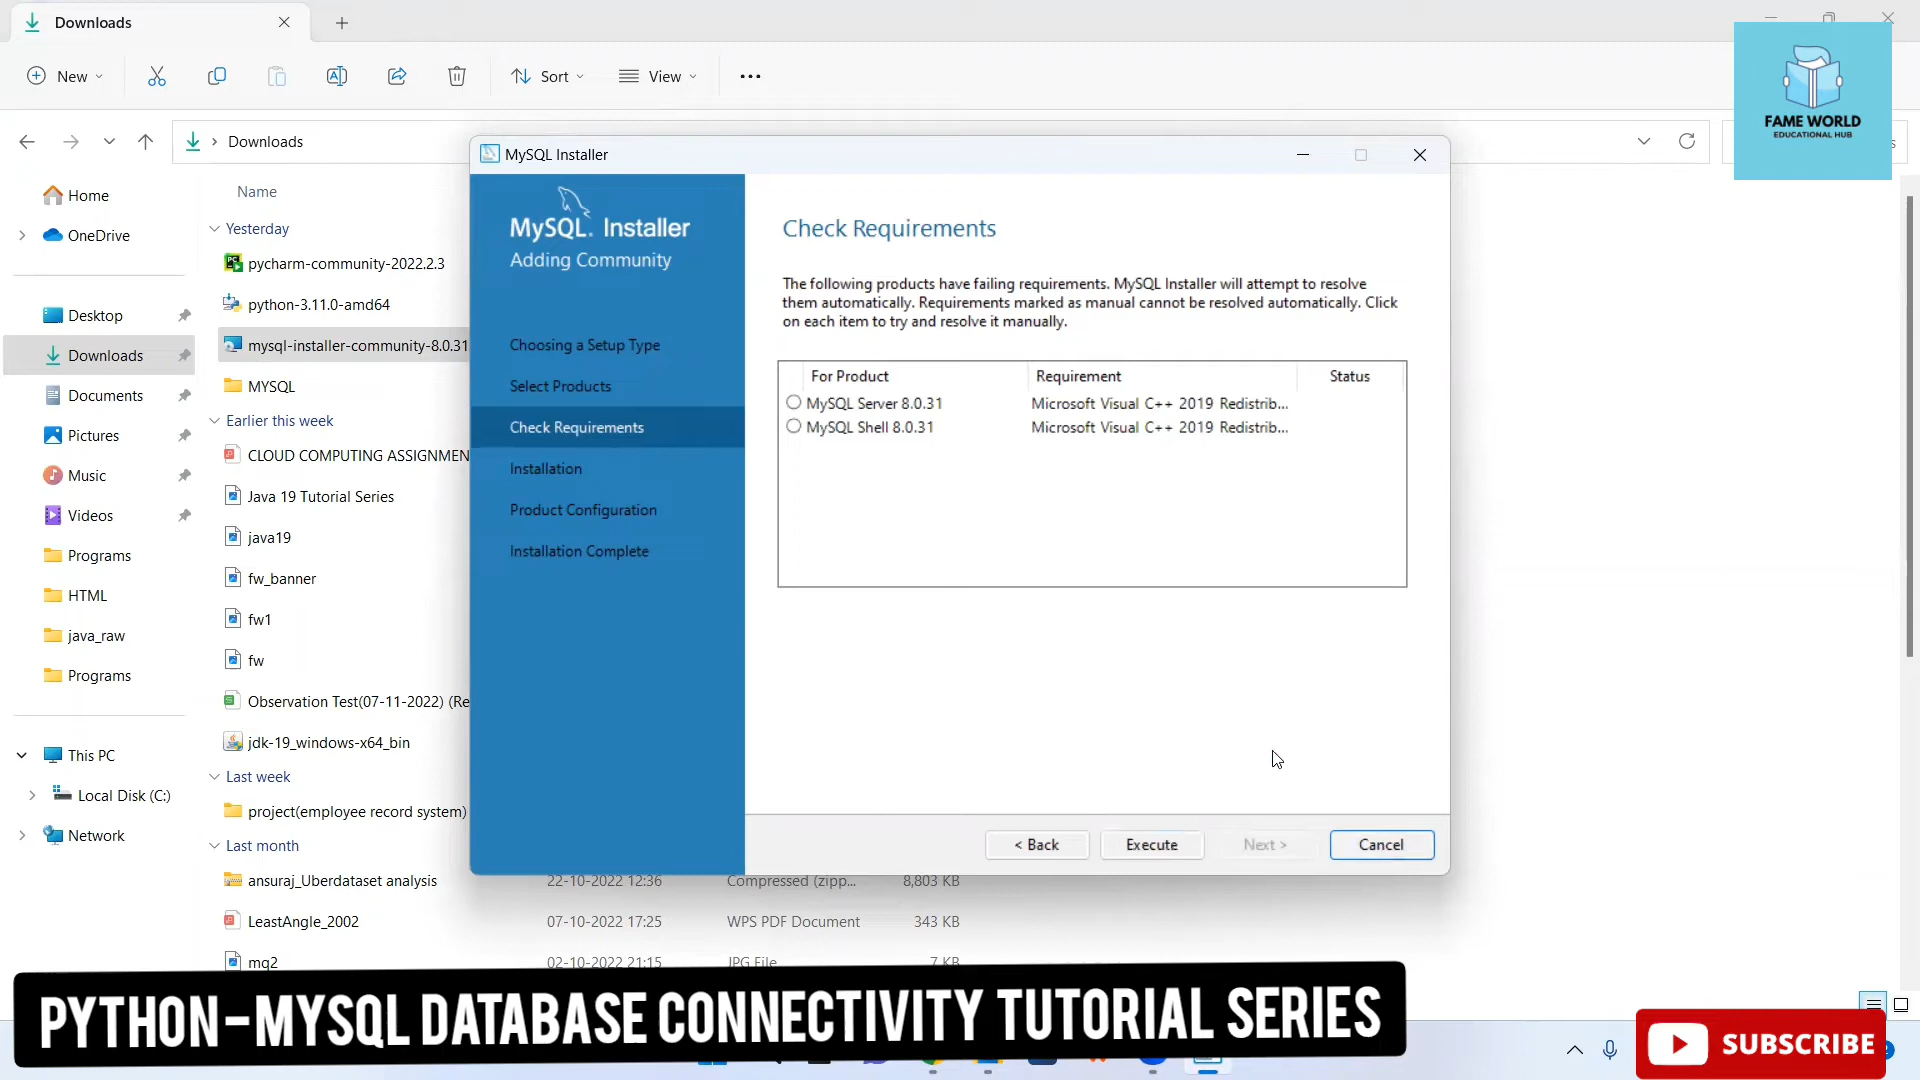 Downloads
New
Sort
View
Downloads
FAME WORLD
EDUCATIONAL HUB
s
Home
OneDrive
Desktop
Downloads
Documents
Pictures
Music
Videos
Programs
HTML
java_raw
Programs
This PC
Local Disk (C:)
Network
Name
Yesterday
pycharm-community-2022.2.3
python-3.11.0-amd64
mysql-installer-community-8.0.31
MYSQL
Earlier this week
CLOUD COMPUTING ASSIGNMEN
Java 19 Tutorial Series
java19
fw_banner
fw1
fw
Observation Test(07-11-2022) (Re
jdk-19_windows-x64_bin
Last week
project(employee record system)
Last month
ansuraj_Uberdataset analysis 22-10-2022 12:36 Compressed (zipp... 8,803 KB
LeastAngle_2002 07-10-2022 17:25 WPS PDF Document 343 KB
mq2 02-10-2022 21:15 JPG File 7 KB
MySQL Installer
MySQL. Installer
Adding Community
Choosing a Setup Type
Select Products
Check Requirements
Installation
Product Configuration
Installation Complete
Check Requirements
The following products have failing requirements. MySQL Installer will attempt to resolve
them automatically. Requirements marked as manual cannot be resolved automatically. Click
on each item to try and resolve it manually.
For Product Requirement Status
MySQL Server 8.0.31 Microsoft Visual C++ 2019 Redistrib...
MySQL Shell 8.0.31 Microsoft Visual C++ 2019 Redistrib...
< Back Execute Next > Cancel
PYTHON-MYSQL DATABASE CONNECTIVITY TUTORIAL SERIES
SUBSCRIBE